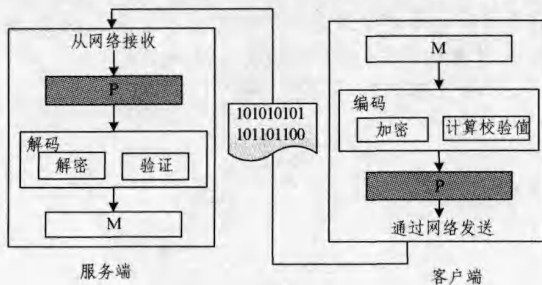 从网络接收
P
解码
解密
验证
M
服务端
101010101
101101100
M
编码
加密
计算校验值
P
通过网络发送
客户端